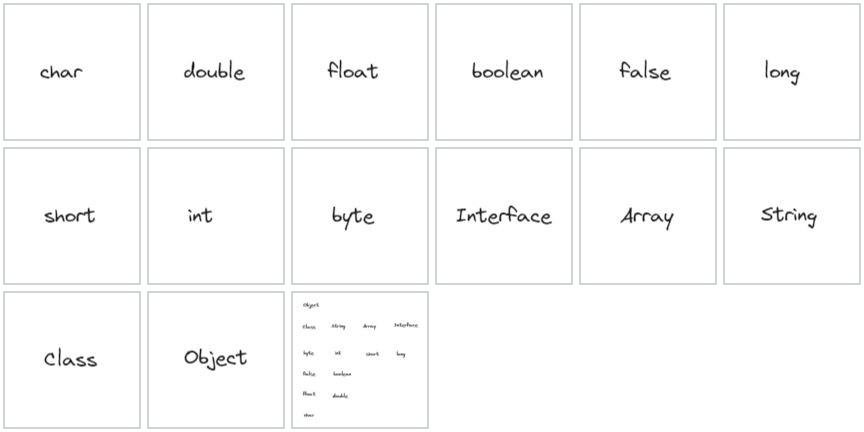 char double float boolean false long
short int byte Interface Array String
Class Object
Object
Class String Array Interface
byte int short long
false boolean
float double
char